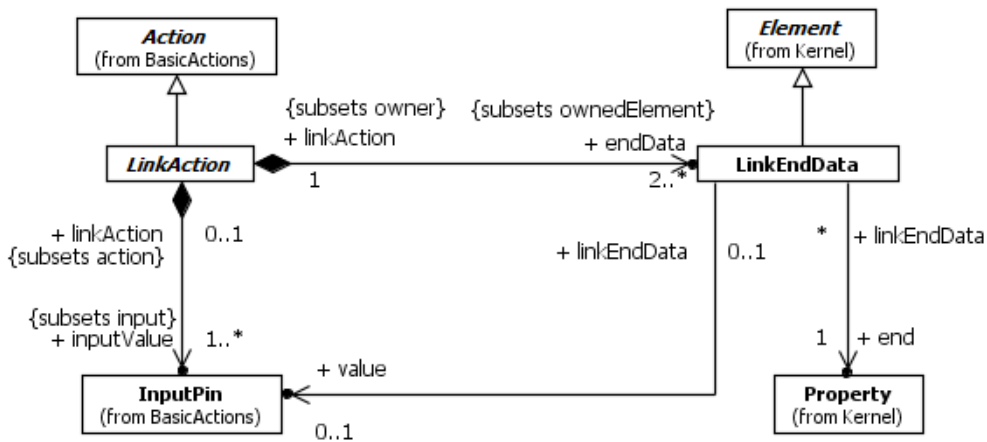 Action
(from BasicActions)
Element
(from Kernel)
{subsets owner}
+ linkAction
{subsets ownedElement}
+ endData
LinkAction
1
2..*
LinkEndData
+ linkAction
0..1
{subsets action}
+ linkEndData
0..1
*
+ linkEndData
{subsets input}
+ inputValue
1..*
1
+ end
+ value
InputPin
(from BasicActions)
0..1
Property
(from Kernel)